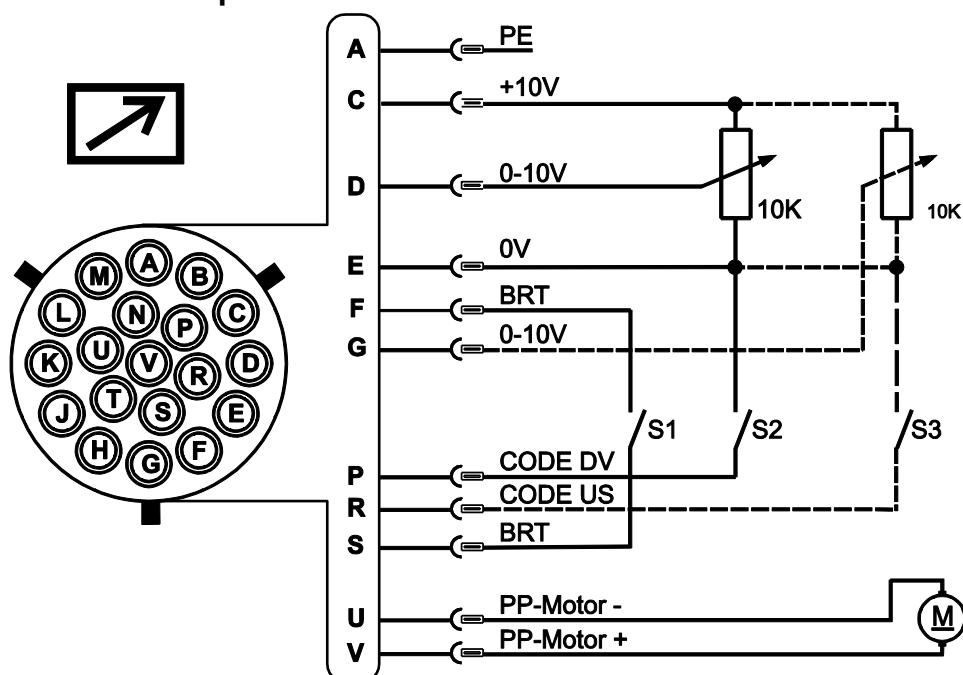 A PE
C +10V
D 0-10V
10K
10K
E 0V
F BRT
G 0-10V
S1 S2 S3
P CODE DV
R CODE US
S BRT
U PP-Motor -
V PP-Motor +
M
A
M B
L N P C
K U V R D
J T S E
H G F